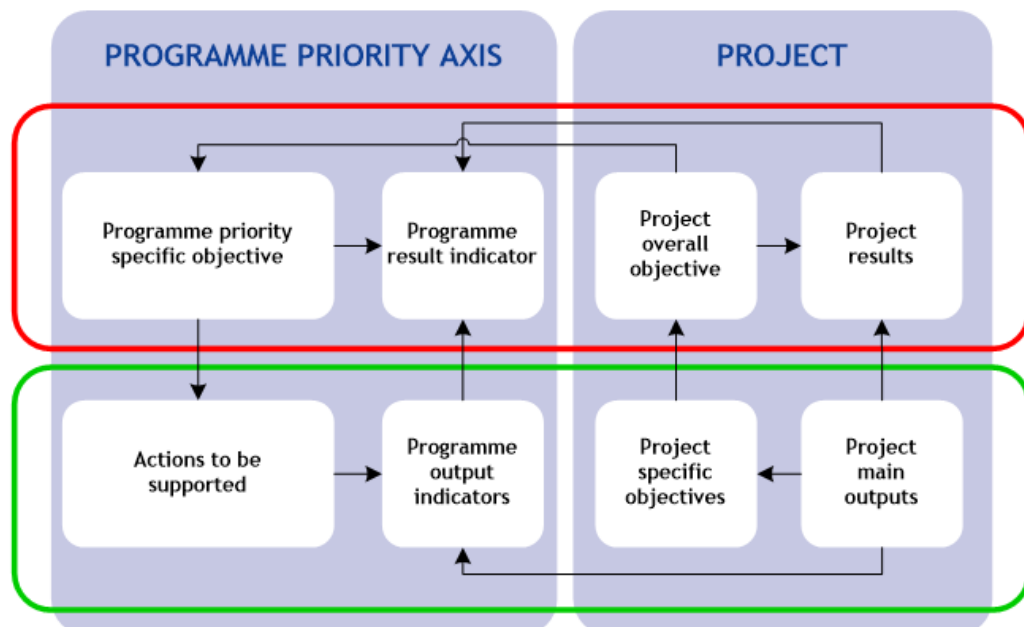 PROGRAMME PRIORITY AXIS
PROJECT
Programme priority
specific objective
Programme
result indicator
Project
overall
objective
Project
results
Actions to be
supported
Programme
output
indicators
Project
specific
objectives
Project
main
outputs